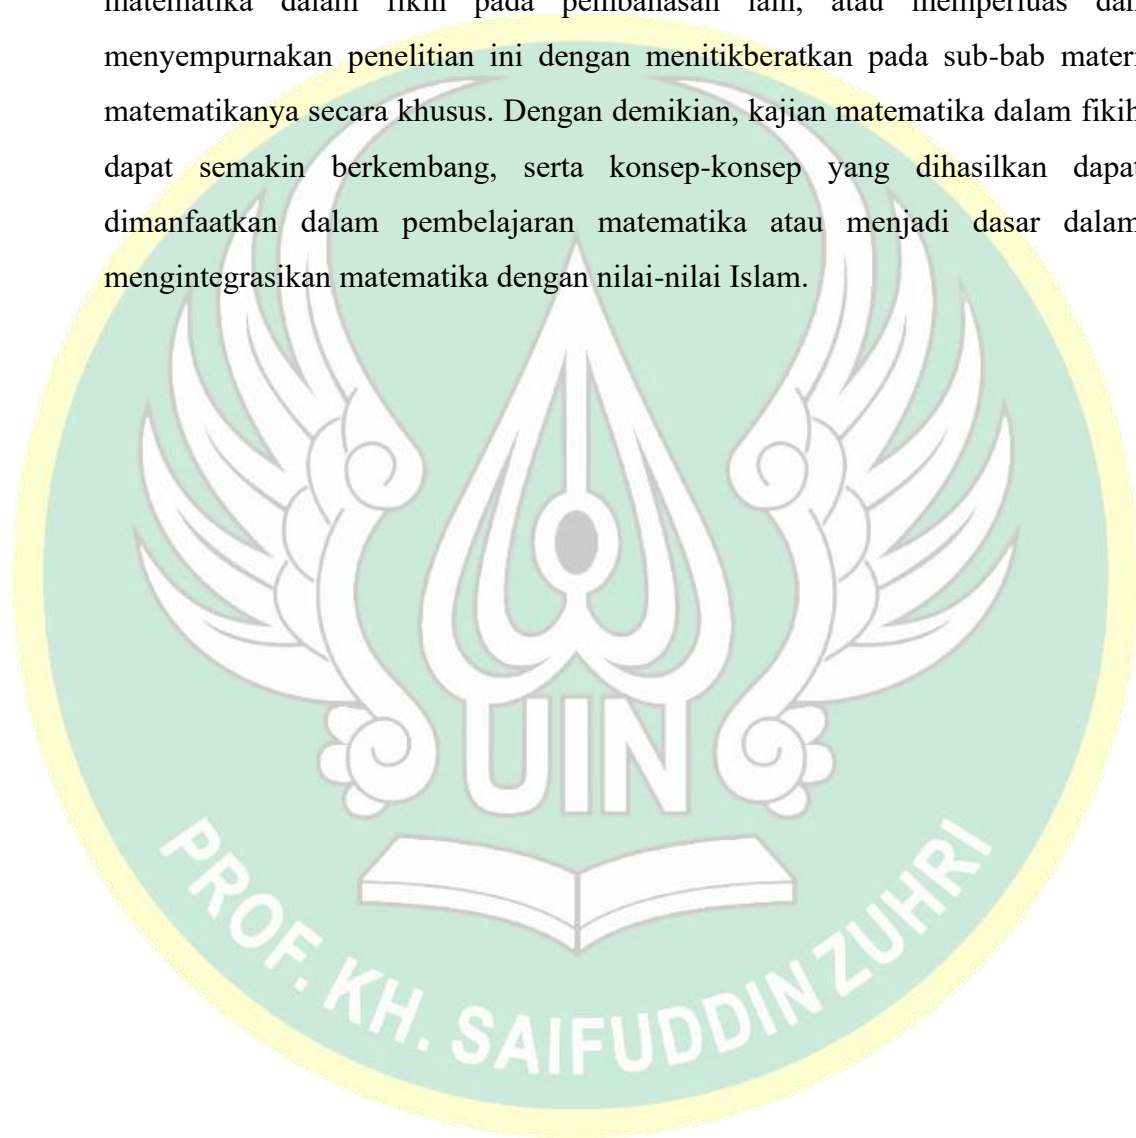 matematika dalam fikih pada pembahasan lain, atau memperluas dan
menyempurnakan penelitian ini dengan menitikberatkan pada sub-bab materi
matematikanya secara khusus. Dengan demikian, kajian matematika dalam fikih
dapat semakin berkembang, serta konsep-konsep yang dihasilkan dapat
dimanfaatkan dalam pembelajaran matematika atau menjadi dasar dalam
mengintegrasikan matematika dengan nilai-nilai Islam.
UIN
PROF. KH. SAIFUDDIN ZUHRI